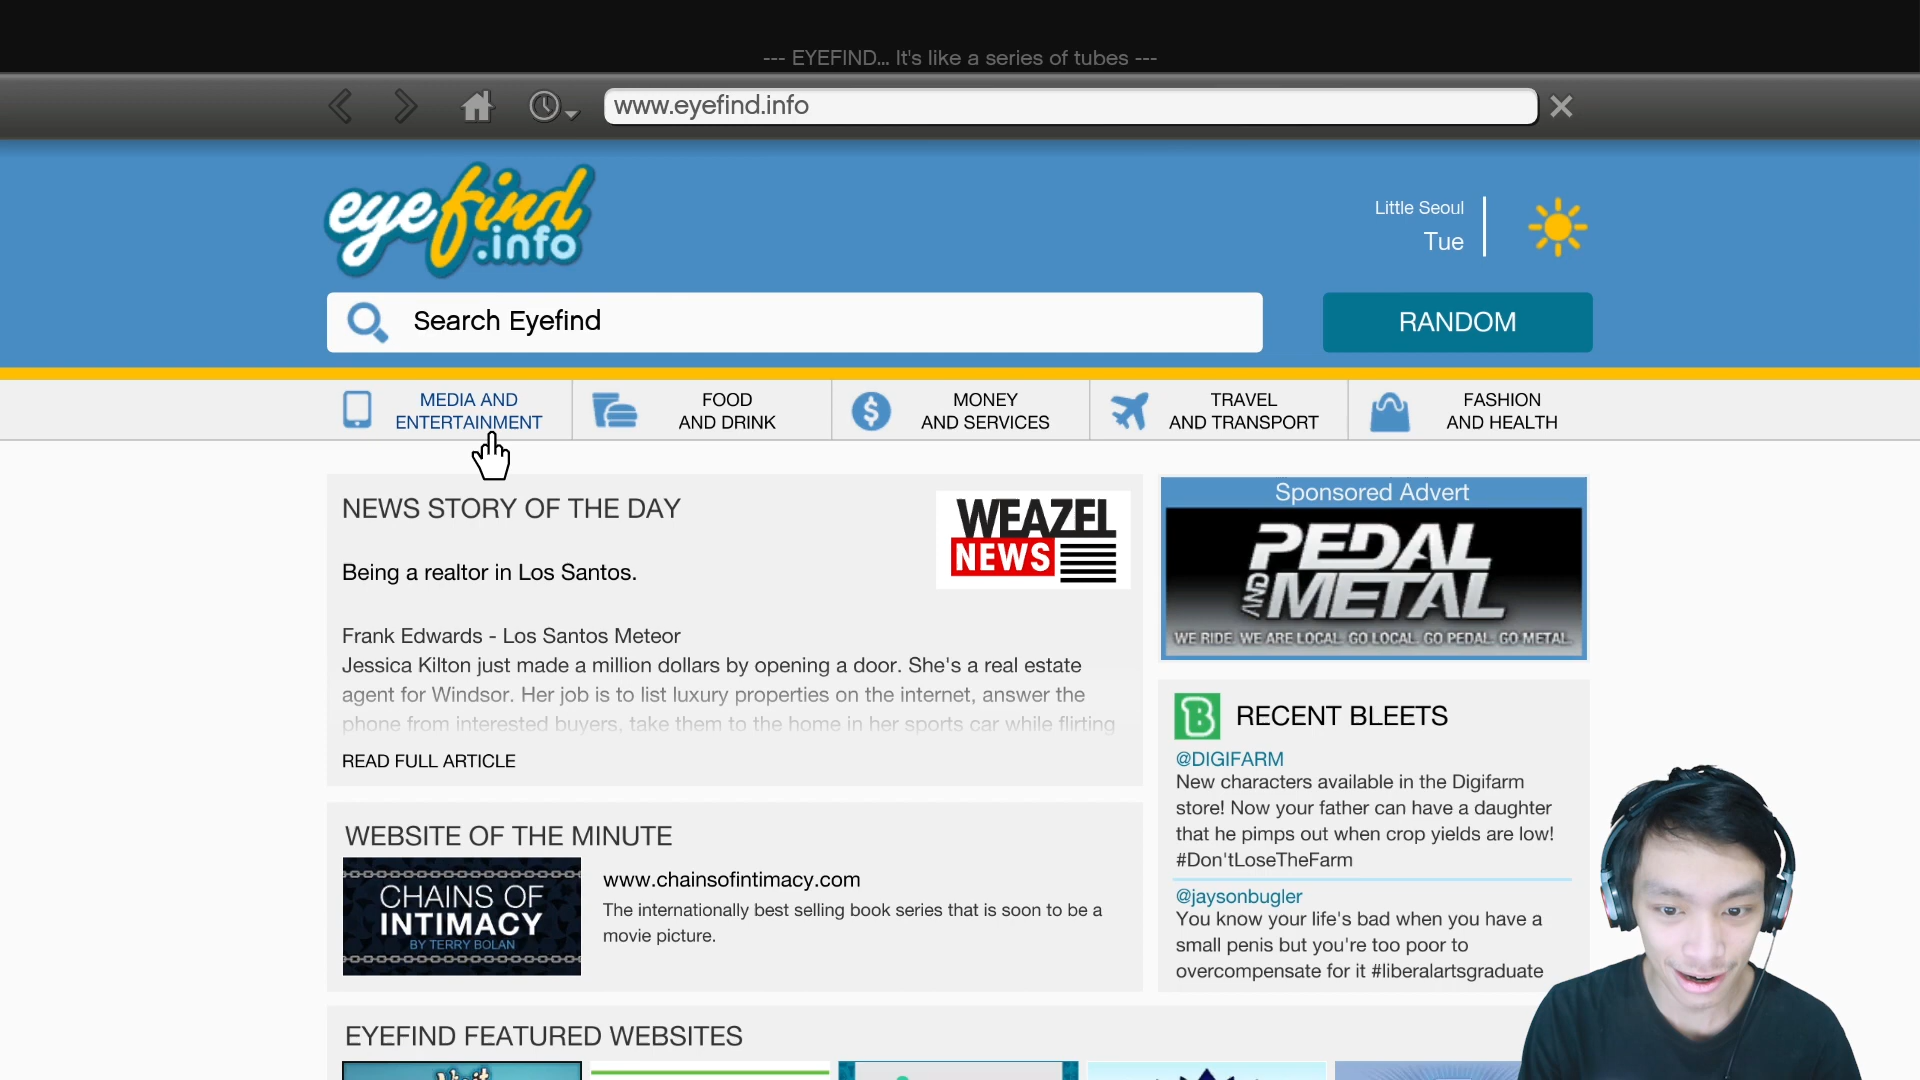 --- EYEFIND... It's like a series of tubes ---
www.eyefind.info
eyefind
.info
Little Seoul
Tue
Search Eyefind
RANDOM
MEDIA AND
ENTERTAINMENT
FOOD
AND DRINK
MONEY
AND SERVICES
TRAVEL
AND TRANSPORT
FASHION
AND HEALTH
NEWS STORY OF THE DAY
WEAZEL
NEWS
Being a realtor in Los Santos.
Frank Edwards - Los Santos Meteor
Jessica Kilton just made a million dollars by opening a door. She's a real estate
agent for Windsor. Her job is to list luxury properties on the internet, answer the
phone from interested buyers, take them to the home in her sports car while flirting
READ FULL ARTICLE
Sponsored Advert
PEDAL
AND
METAL
WE RIDE. WE ARE LOCAL. GO LOCAL. GO PEDAL. GO METAL.
RECENT BLEETS
@DIGIFARM
New characters available in the Digifarm
store! Now your father can have a daughter
that he pimps out when crop yields are low!
#Don'tLoseTheFarm
@jaysonbugler
You know your life's bad when you have a
small penis but you're too poor to
overcompensate for it #liberalartsgraduate
WEBSITE OF THE MINUTE
CHAINS OF
INTIMACY
BY TERRY BOLAN
www.chainsofintimacy.com
The internationally best selling book series that is soon to be a
movie picture.
EYEFIND FEATURED WEBSITES